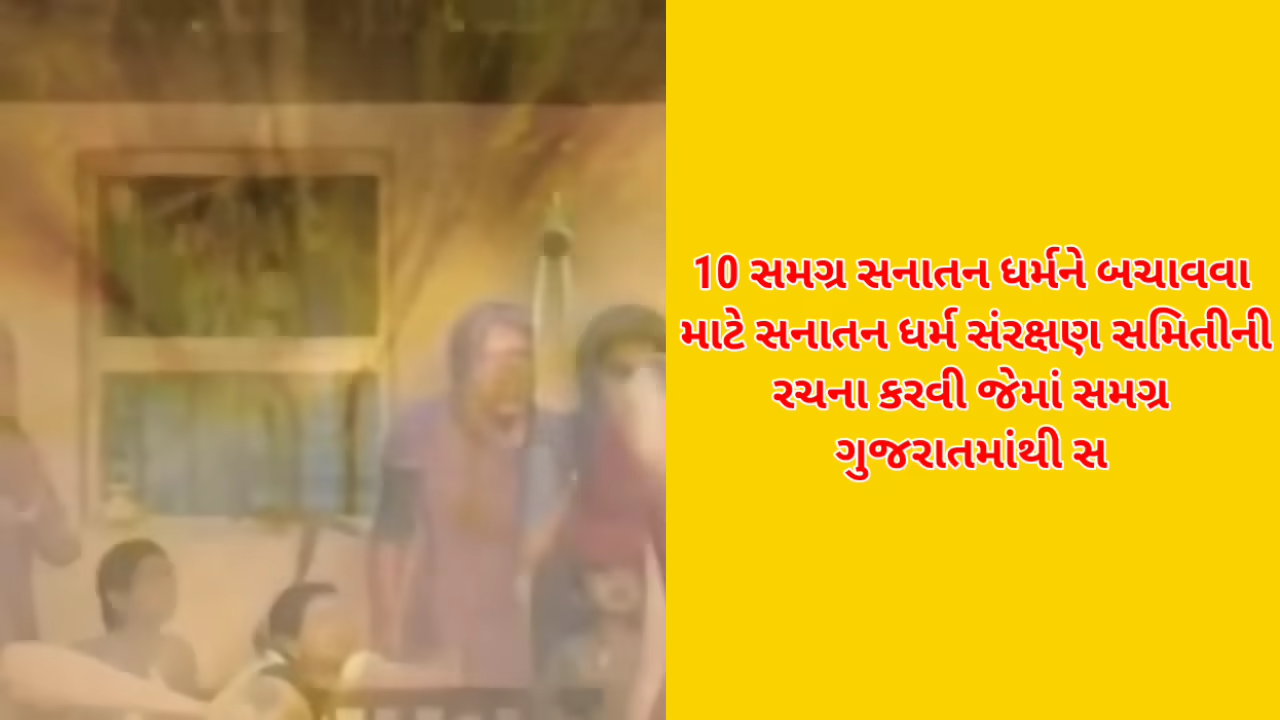 10 સમગ્ર સનાતન ધર્મને બચાવવા
માટે સનાતન ધર્મ સંરક્ષણ સમિતીની
રચના કરવી જેમાં સમગ્ર
ગુજરાતમાંથી સ